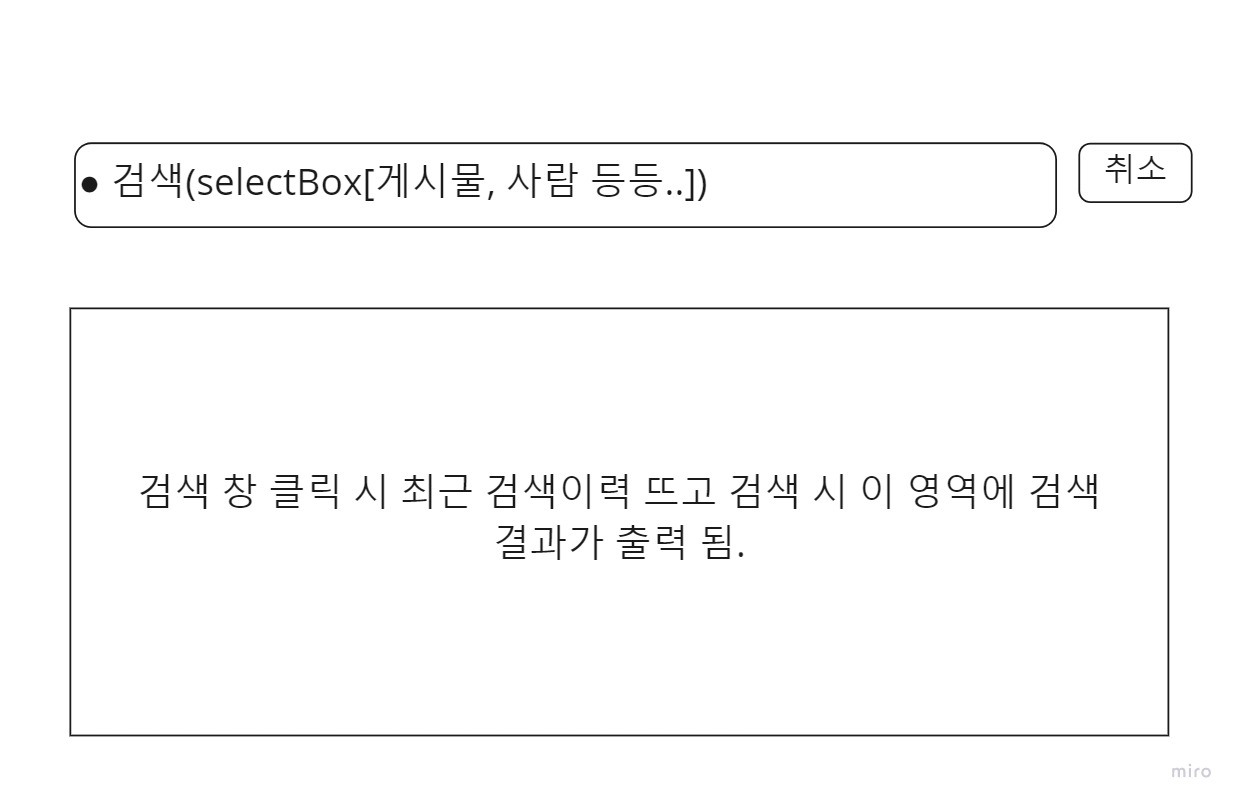 ● 검색(selectBox[게시물, 사람 등등..])
취소
검색 창 클릭 시 최근 검색이력 뜨고 검색 시 이 영역에 검색
결과가 출력 됨.
miro